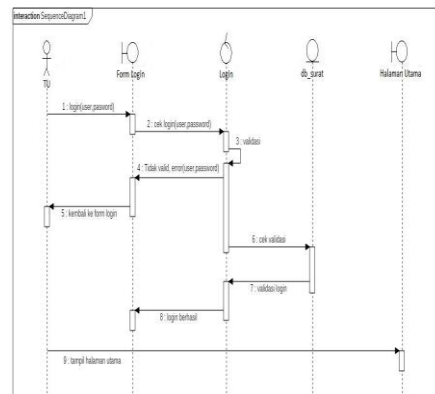 interaction SequenceDiagram1
TU
Form Login
Login
db_surat
Halaman Utama
1 : login(user,pasword)
2 : cek login(user,pasword)
3 : validasi
4 : Tidak valid_error(user,password)
5 : kembali ke form login
6 : cek validasi
7 : validasi login
8 : login berhasil
9 : tampil halaman utama